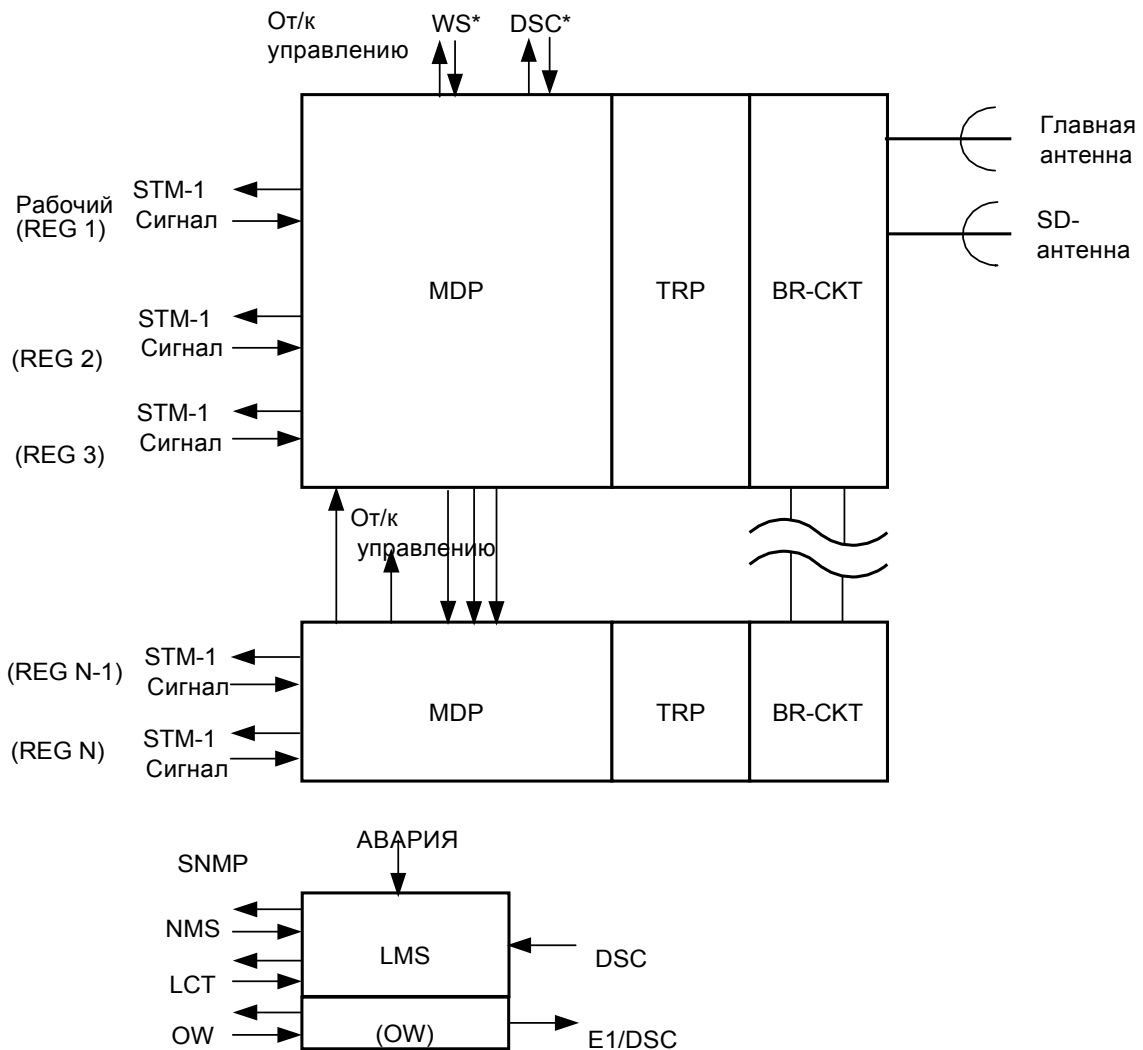 От/к
управлению
WS*
DSC*
Главная
антенна
SD-
антенна
Рабочий
(REG 1)
STM-1
Сигнал
MDP
TRP
BR-CKT
(REG 2)
STM-1
Сигнал
(REG 3)
STM-1
Сигнал
От/к
управлению
(REG N-1)
STM-1
Сигнал
MDP
TRP
BR-CKT
(REG N)
STM-1
Сигнал
АВАРИЯ
SNMP
NMS
LMS
DSC
LCT
OW
(OW)
E1/DSC